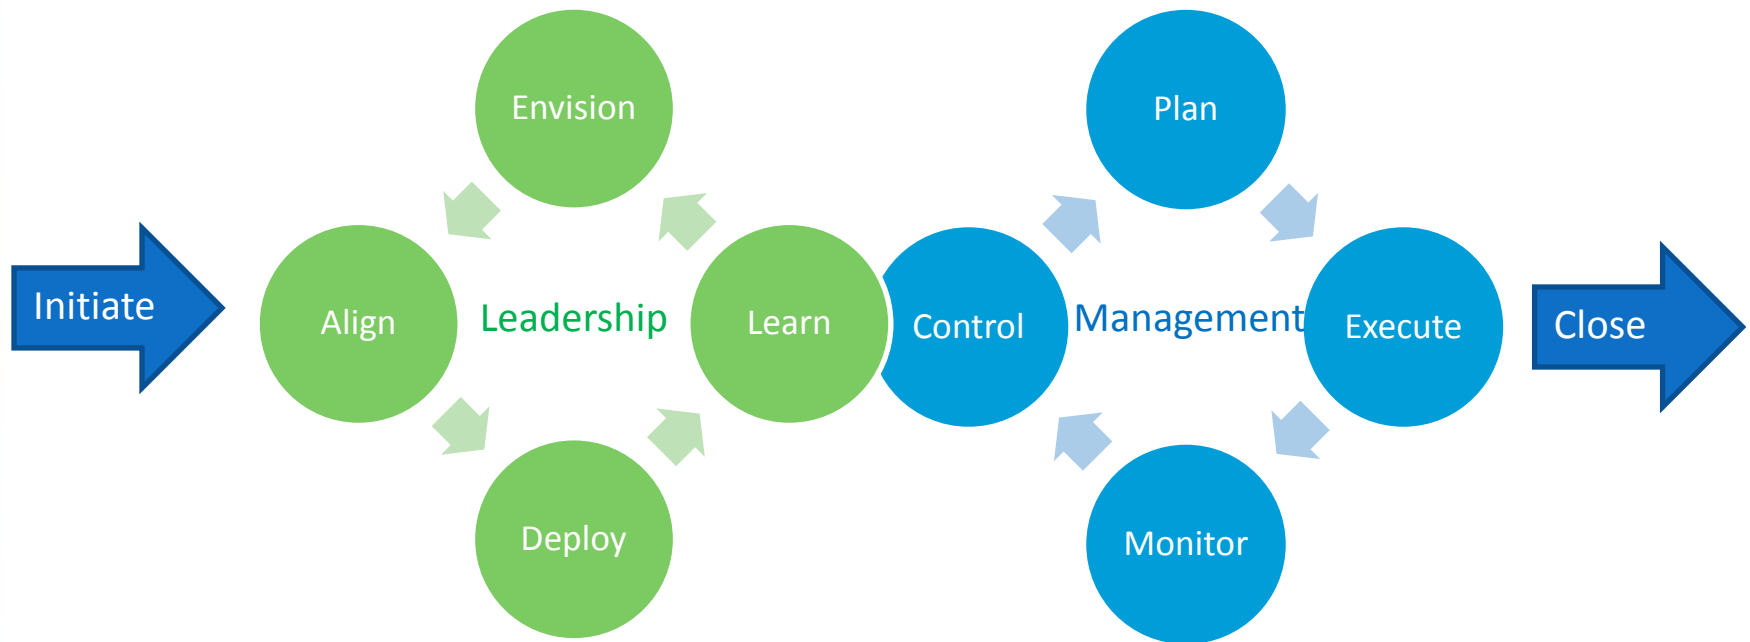 Envision
Plan
Initiate
Align
Leadership
Learn
Control
Management
Execute
Close
Deploy
Monitor